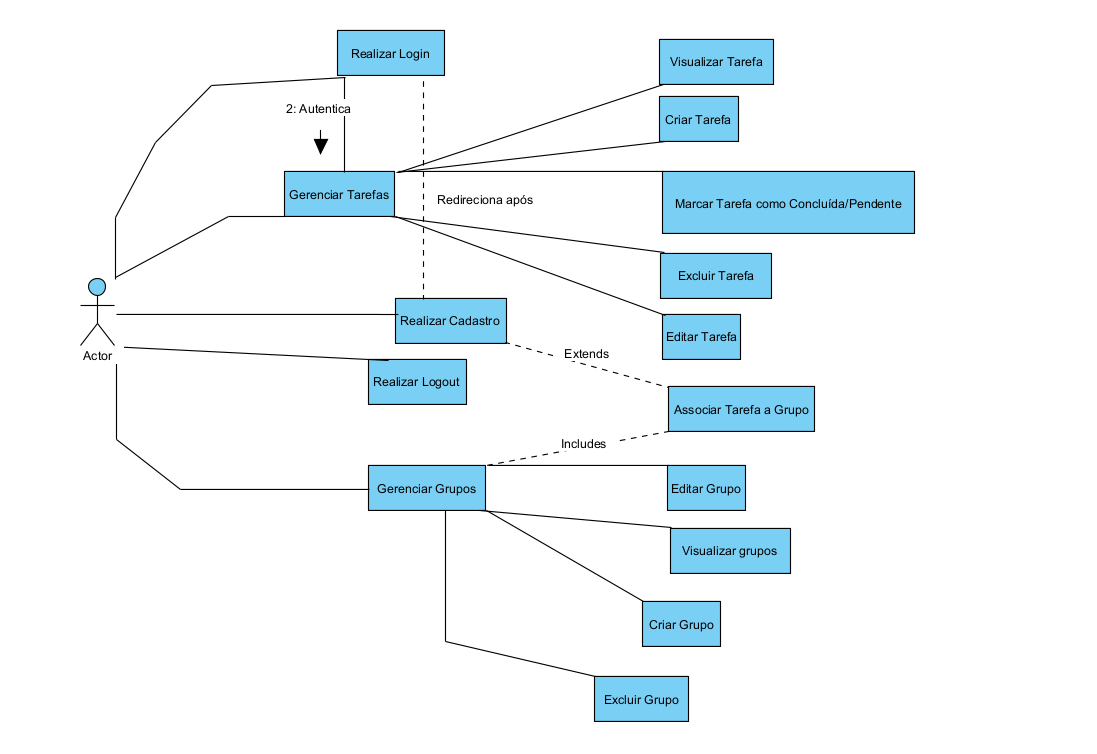 Realizar Login
Visualizar Tarefa
2: Autentica
Criar Tarefa
Gerenciar Tarefas
Redireciona após
Marcar Tarefa como Concluída/Pendente
Excluir Tarefa
Realizar Cadastro
Editar Tarefa
Actor
Extends
Realizar Logout
Associar Tarefa a Grupo
Includes
Gerenciar Grupos
Editar Grupo
Visualizar grupos
Criar Grupo
Excluir Grupo